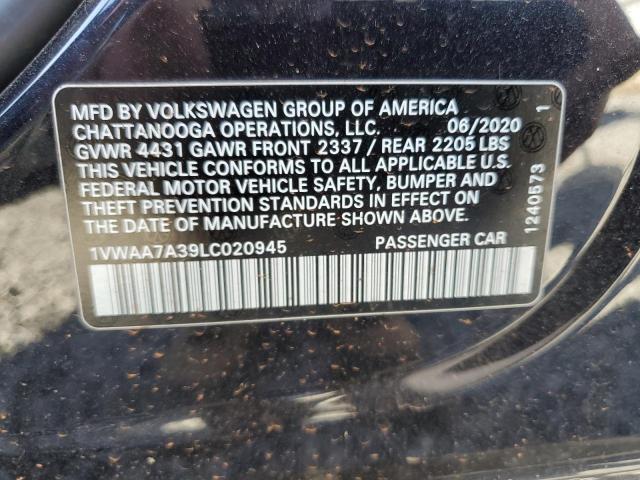 MFD BY VOLKSWAGEN GROUP OF AMERICA
CHATTANOOGA OPERATIONS, LLC. 06/2020
GVWR 4431 GAWR FRONT 2337 / REAR 2205 LBS
THIS VEHICLE CONFORMS TO ALL APPLICABLE U.S.
FEDERAL MOTOR VEHICLE SAFETY, BUMPER AND
THEFT PREVENTION STANDARDS IN EFFECT ON
THE DATE OF MANUFACTURE SHOWN ABOVE.
1VWAA7A39LC020945 PASSENGER CAR
1240573 1